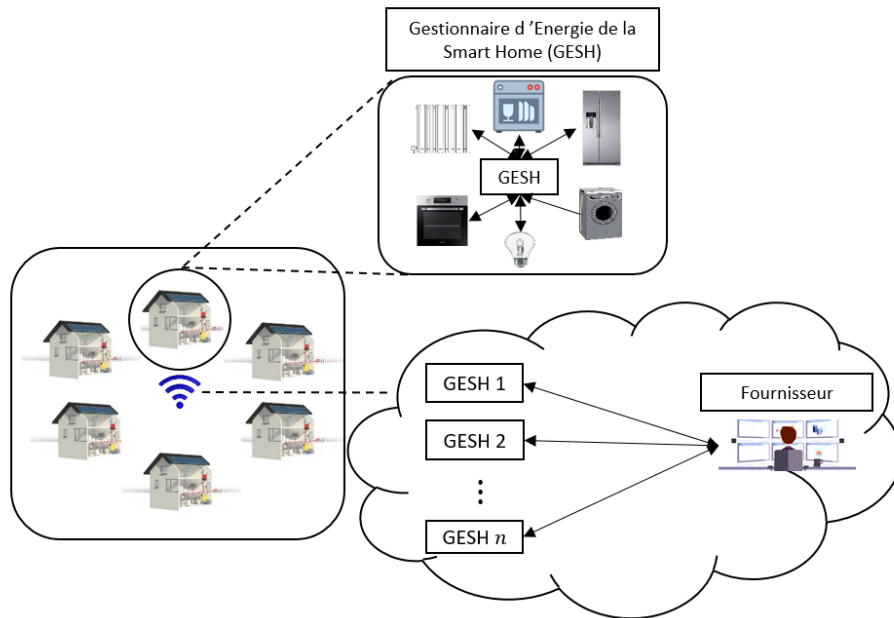 Gestionnaire d 'Energie de la
Smart Home (GESH)
GESH
GESH 1
GESH 2
⋮
GESH n
Fournisseur